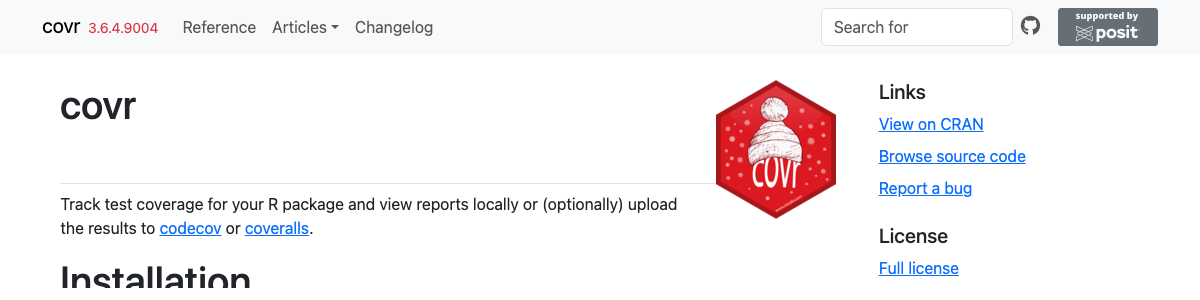 covr 3.6.4.9004 Reference Articles Changelog Search for supported by posit
covr
covr
Track test coverage for your R package and view reports locally or (optionally) upload
the results to codecov or coveralls.
Installation
Links
View on CRAN
Browse source code
Report a bug
License
Full license